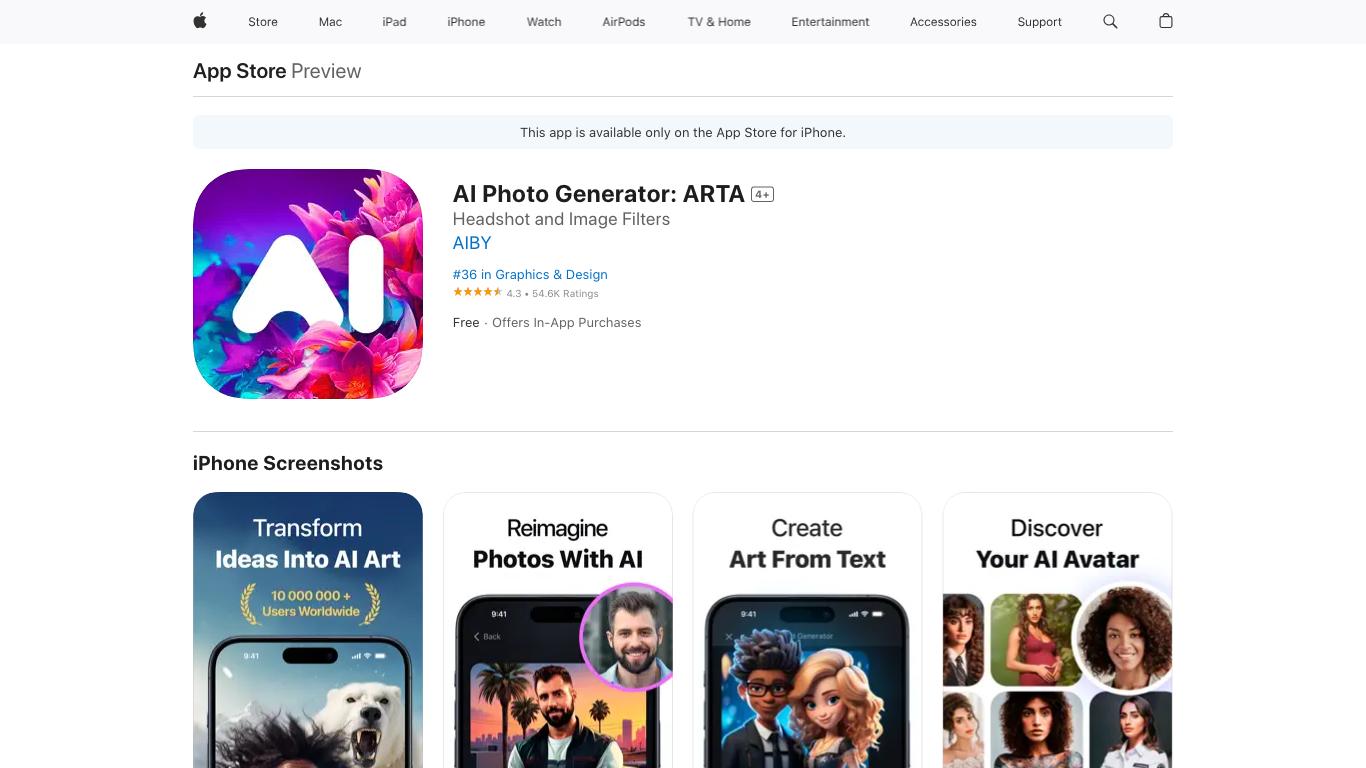 Store Mac iPad iPhone Watch AirPods TV & Home Entertainment Accessories Support
App Store Preview
This app is available only on the App Store for iPhone.
AI
AI Photo Generator: ARTA 4+
Headshot and Image Filters
AIBY
#36 in Graphics & Design
4.3 • 54.6K Ratings
Free · Offers In-App Purchases
iPhone Screenshots
Transform
Ideas Into AI Art
10 000 000 +
Users Worldwide
9:41
Reimagine
Photos With AI
9:41
Back
Create
Art From Text
9:41
Generator
Discover
Your AI Avatar